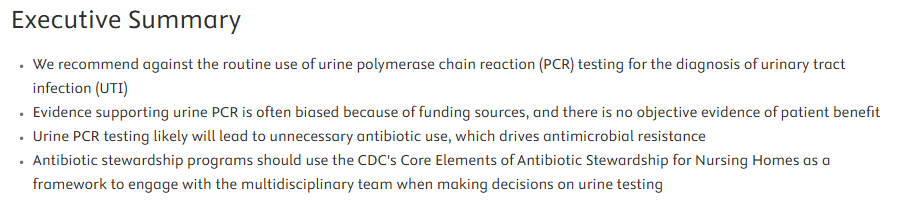 Executive Summary
• We recommend against the routine use of urine polymerase chain reaction (PCR) testing for the diagnosis of urinary tract
infection (UTI)
• Evidence supporting urine PCR is often biased because of funding sources, and there is no objective evidence of patient benefit
• Urine PCR testing likely will lead to unnecessary antibiotic use, which drives antimicrobial resistance
• Antibiotic stewardship programs should use the CDC's Core Elements of Antibiotic Stewardship for Nursing Homes as a
framework to engage with the multidisciplinary team when making decisions on urine testing